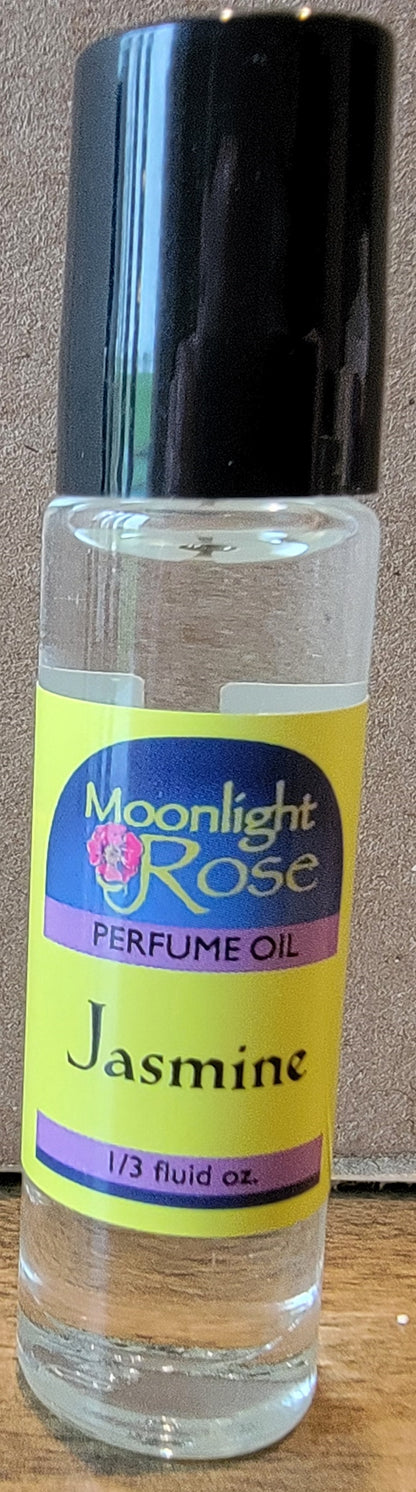 Moonlight
Rose
PERFUME OIL
Jasmine
1/3 fluid oz.